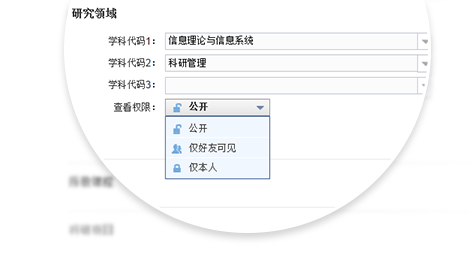 研究领域
学科代码1： 信息理论与信息系统
学科代码2： 科研管理
学科代码3：
查看权限： 公开
公开
仅好友可见
仅本人